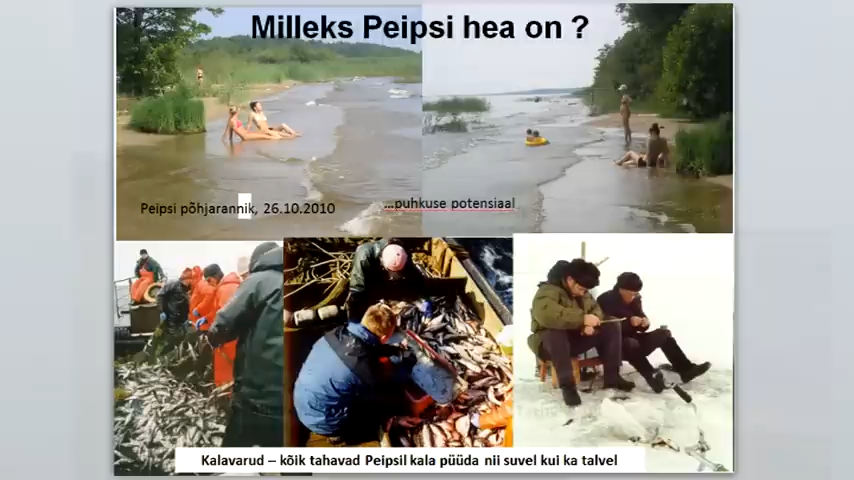 Milleks Peipsi hea on ?
Peipsi põhjarannik, 26.10.2010
...puhkuse potensiaal
Kalavarud – kõik tahavad Peipsil kala püüda nii suvel kui ka talvel